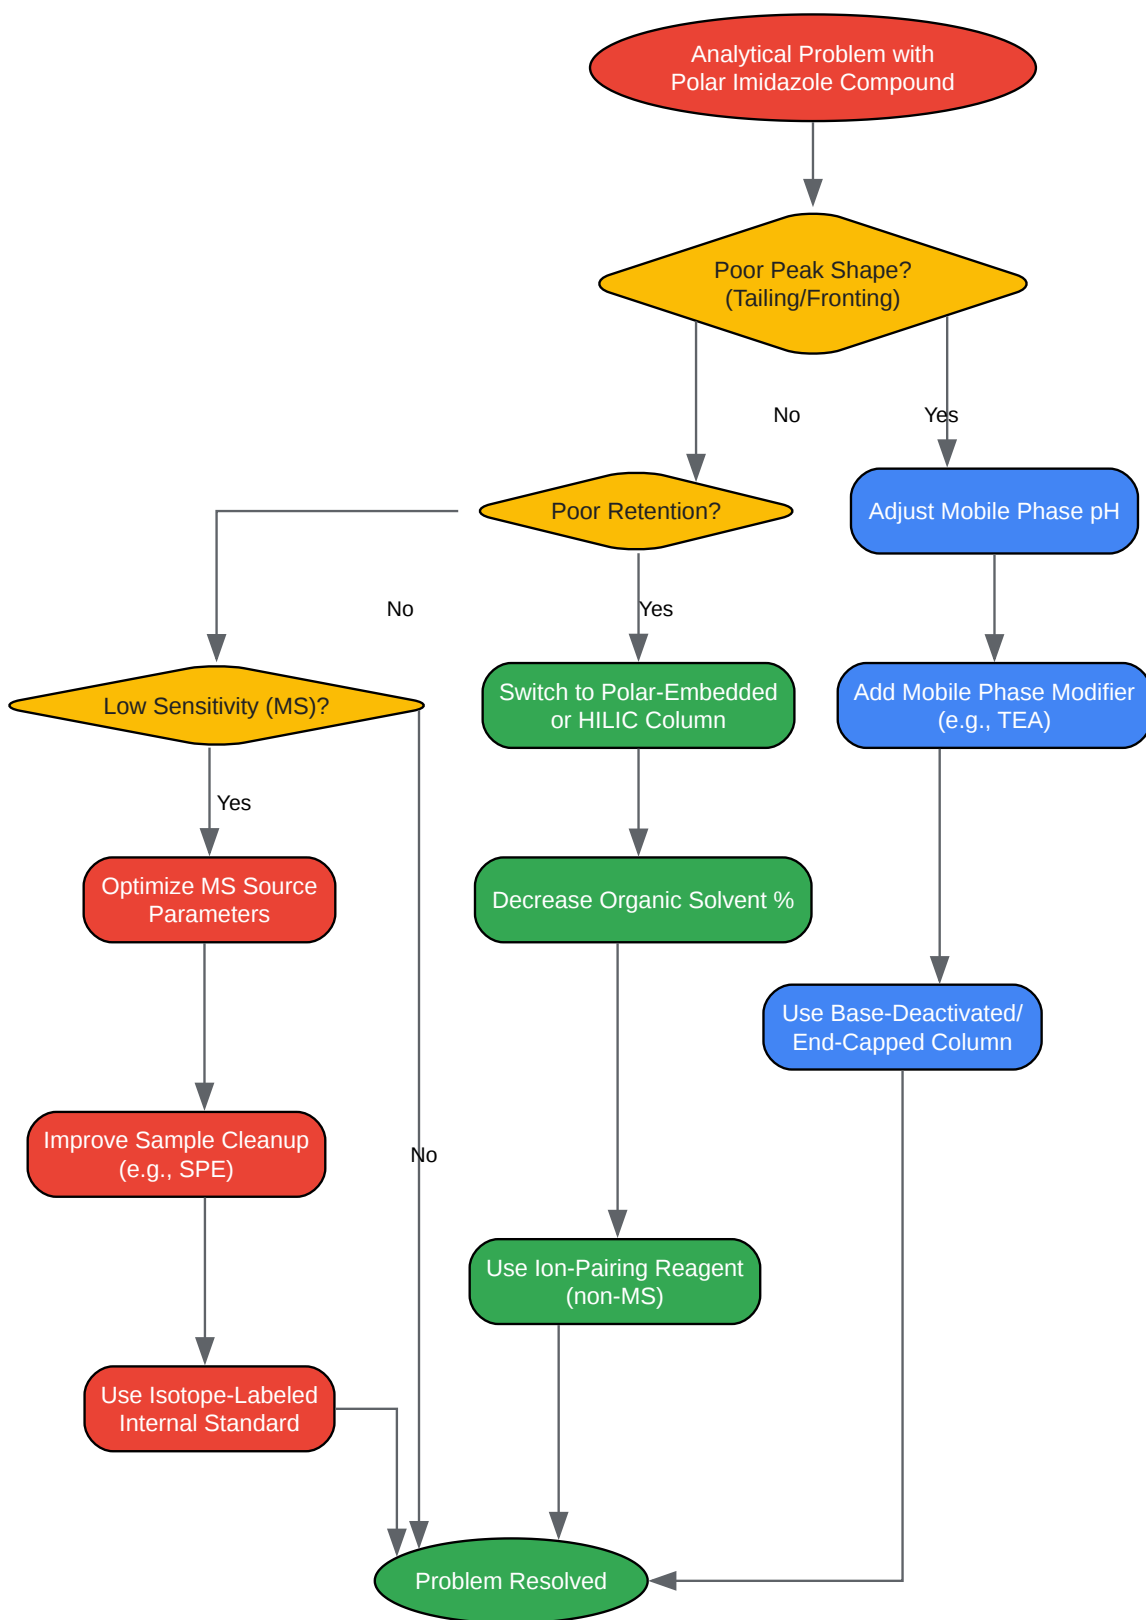 Analytical Problem with
Polar Imidazole Compound
Poor Peak Shape?
(Tailing/Fronting)
No
Yes
Poor Retention?
Adjust Mobile Phase pH
No
Yes
Low Sensitivity (MS)?
Switch to Polar-Embedded
or HILIC Column
Add Mobile Phase Modifier
(e.g., TEA)
Yes
Optimize MS Source
Parameters
Decrease Organic Solvent %
Use Base-Deactivated/
End-Capped Column
Improve Sample Cleanup
(e.g., SPE)
No
Use Ion-Pairing Reagent
(non-MS)
Use Isotope-Labeled
Internal Standard
Problem Resolved